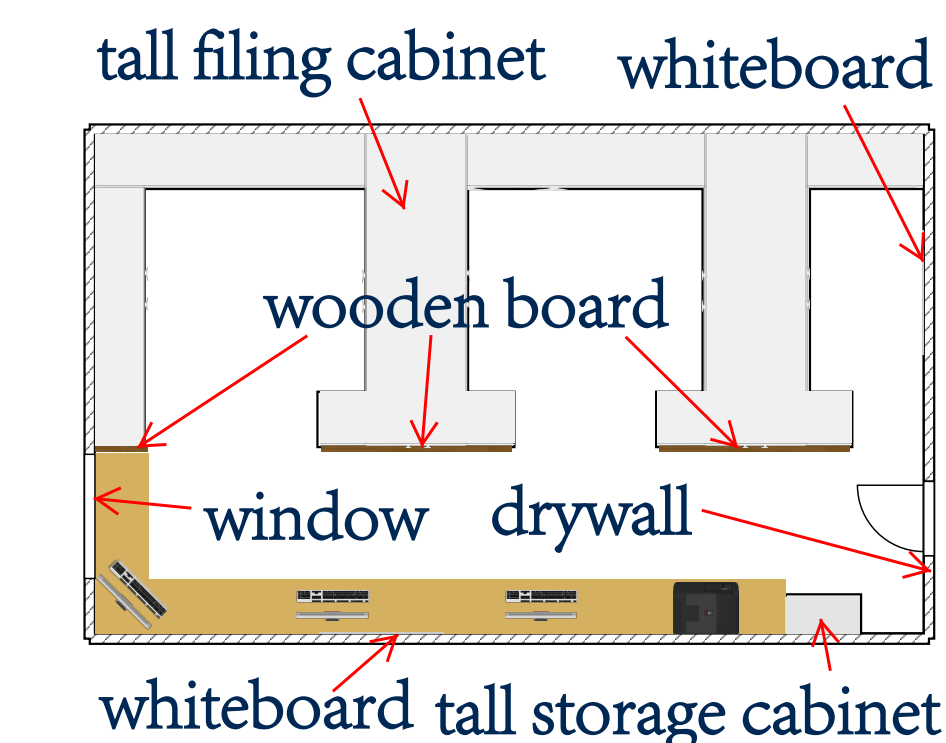 tall filing cabinet
whiteboard
wooden board
window
drywall
whiteboard
tall storage cabinet